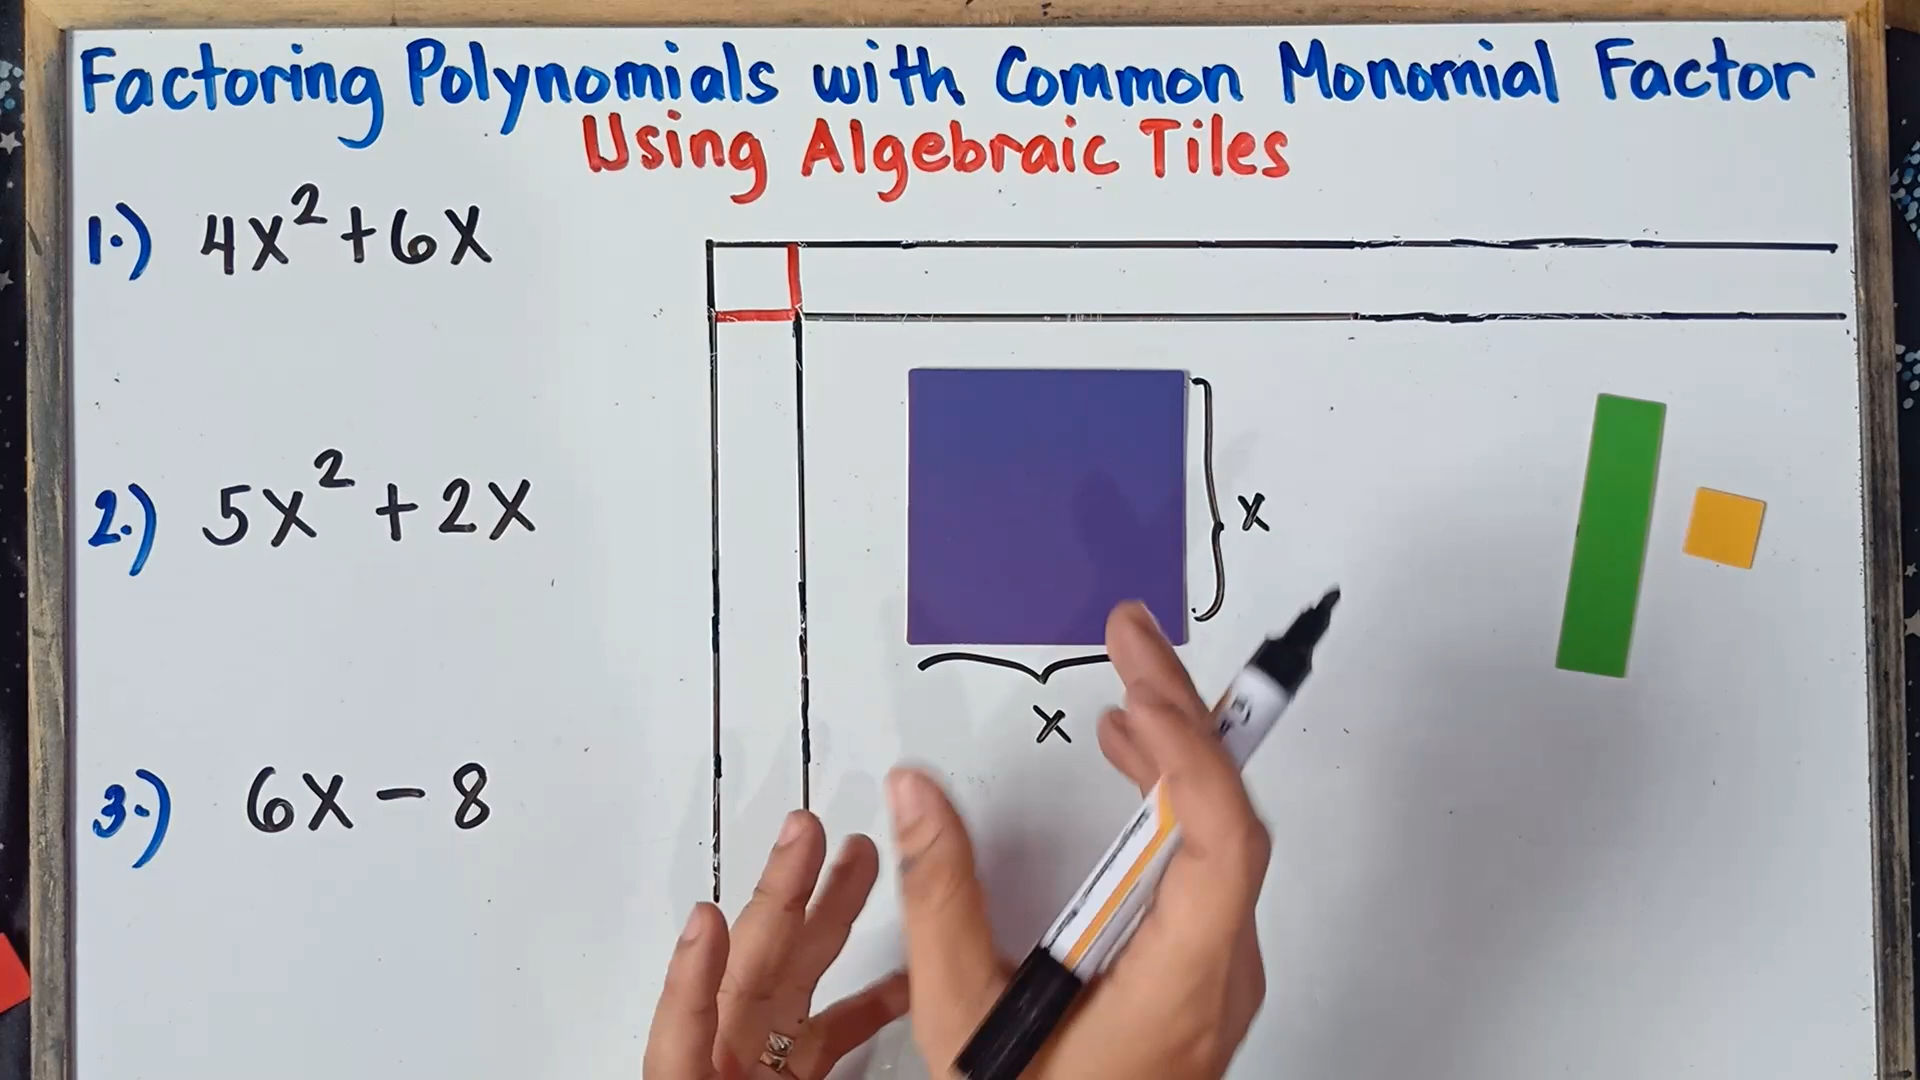 Factoring Polynomials with Common Monomial Factor
Using Algebraic Tiles
1.) 4x²+6x
2.) 5x²+2x
3.) 6x-8
x
x